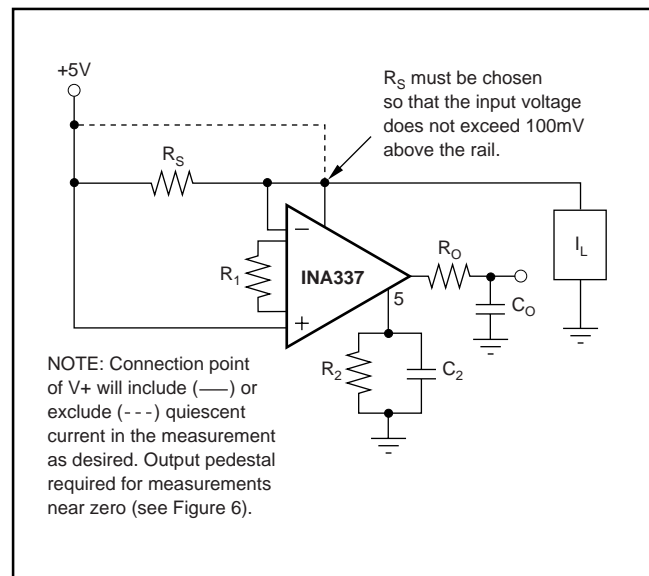 +5V
R_S must be chosen
so that the input voltage
does not exceed 100mV
above the rail.
R_S
−
R_1
INA337
+
5
R_O
C_O
I_L
R_2
C_2
NOTE: Connection point
of V+ will include (—) or
exclude (---) quiescent
current in the measurement
as desired. Output pedestal
required for measurements
near zero (see Figure 6).